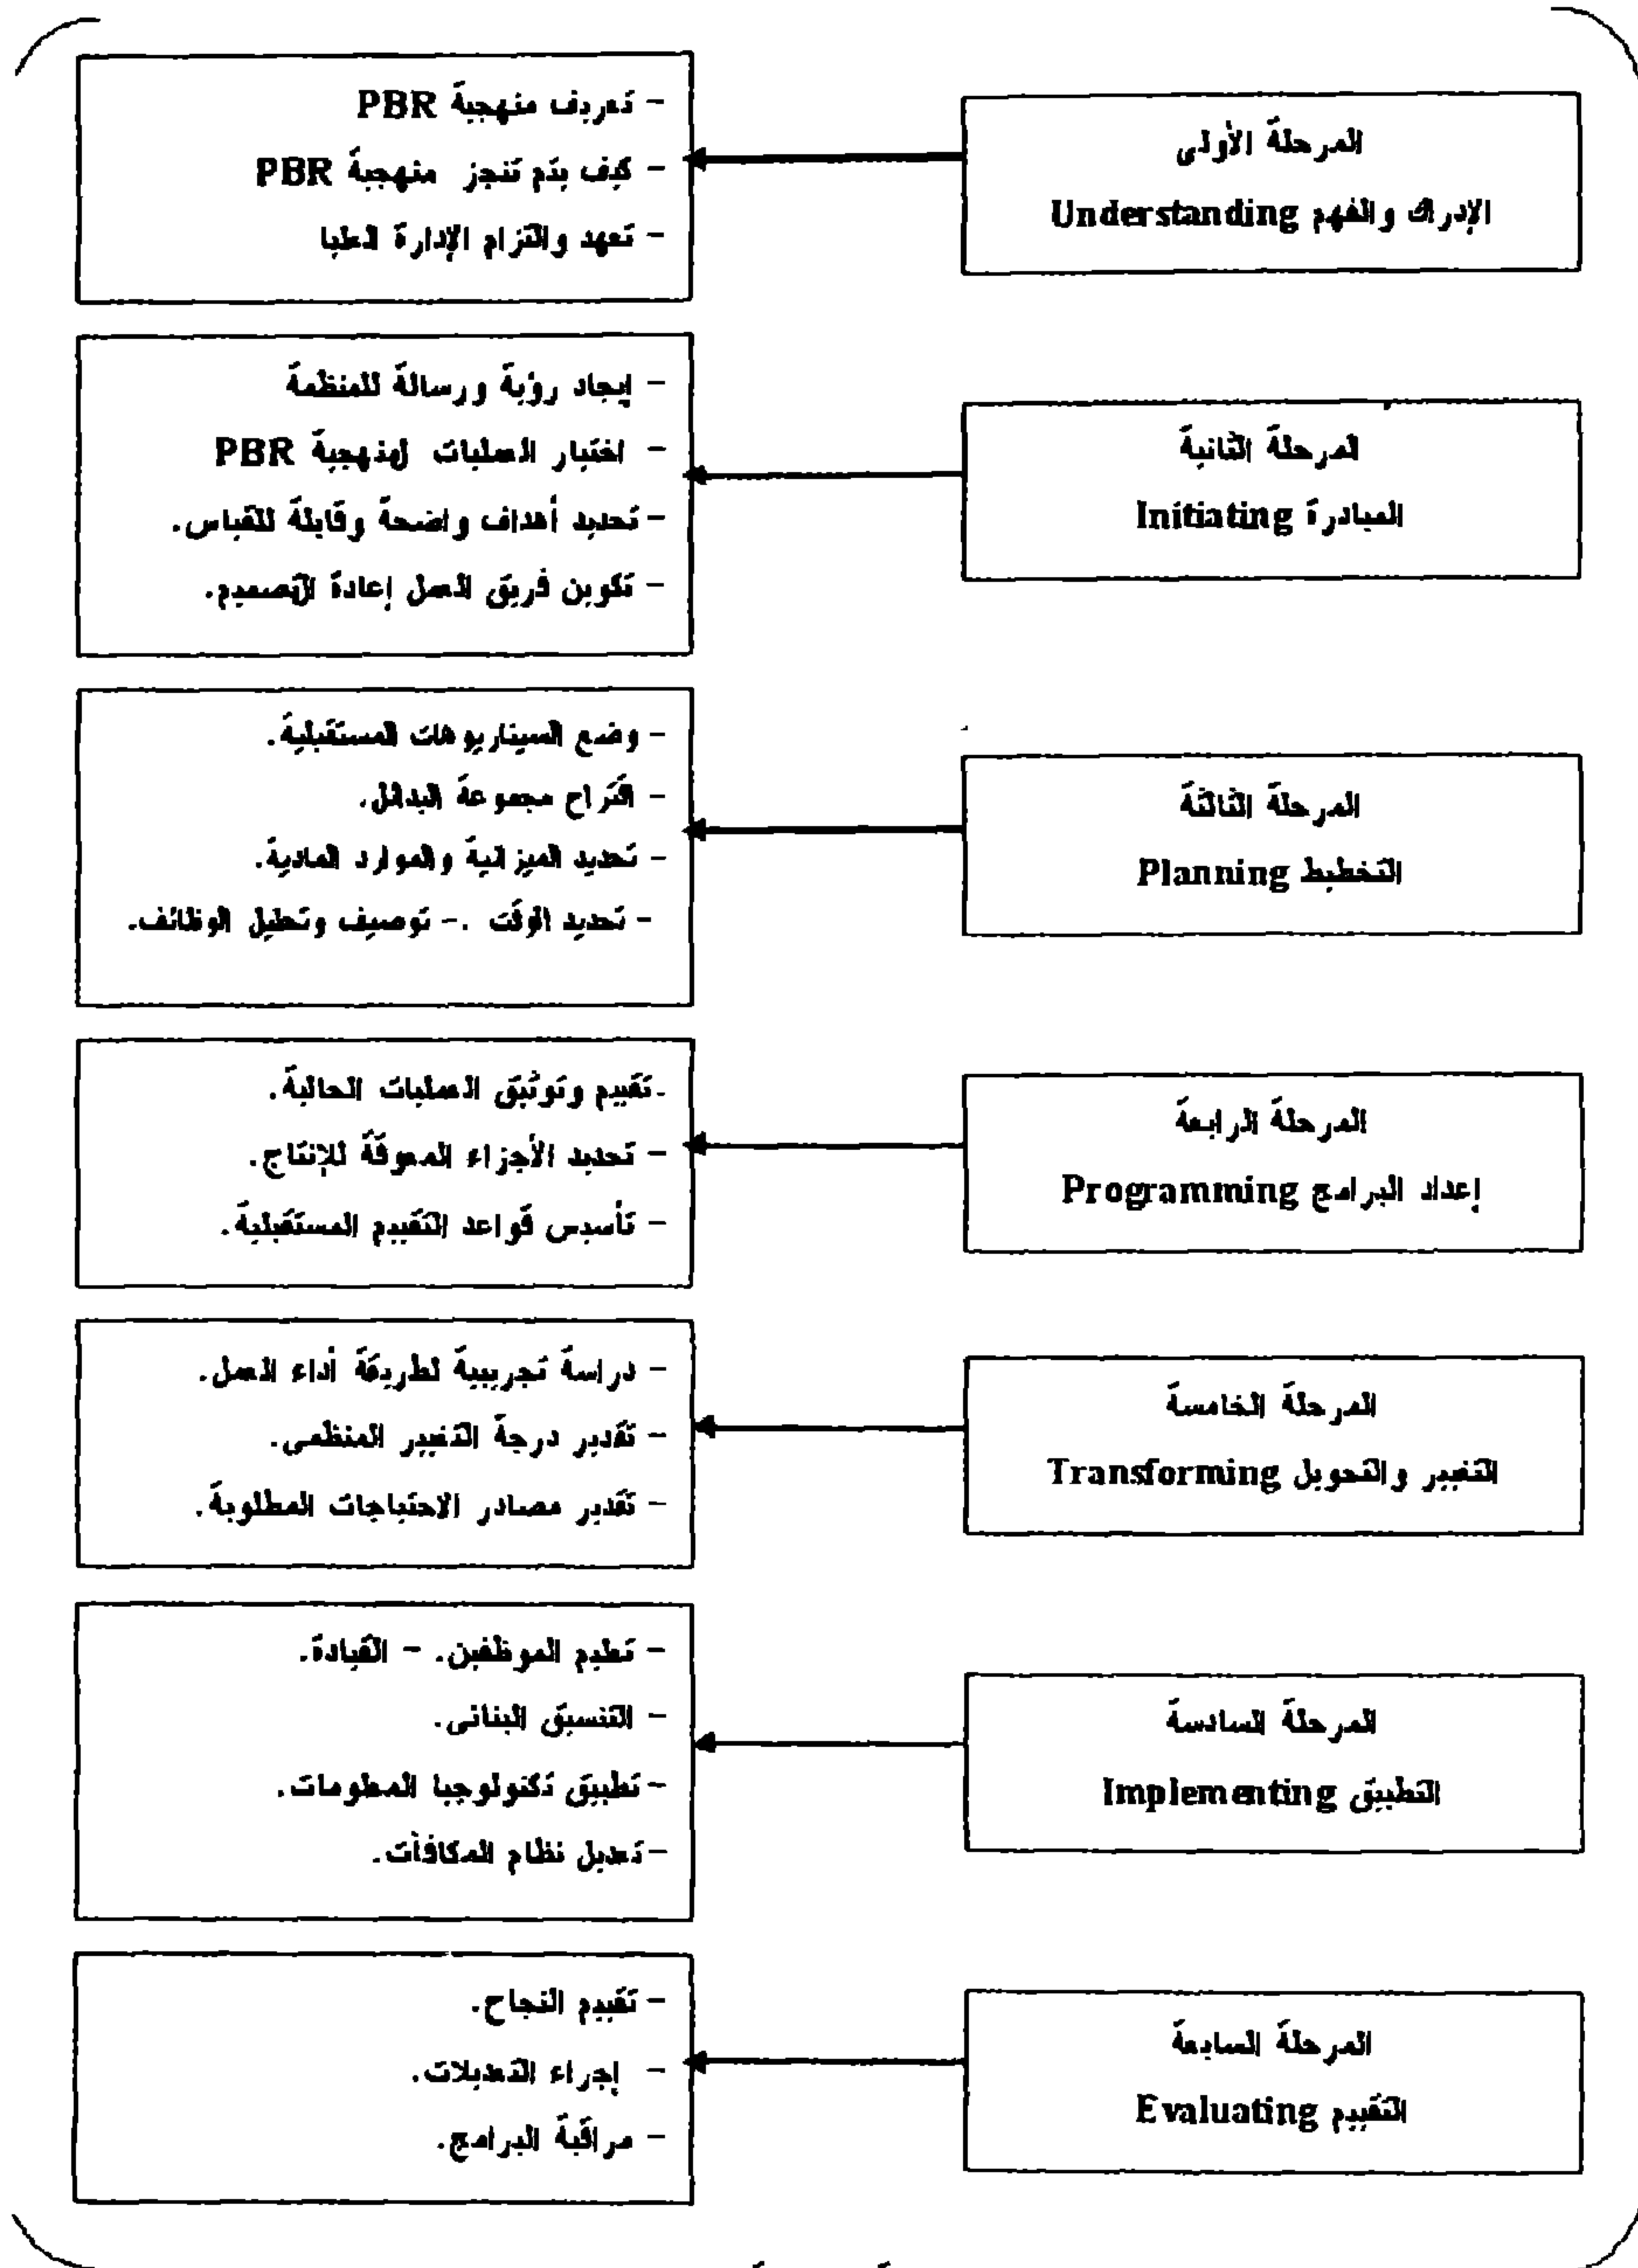 المرحلة الأولى
الإدراك والفهم Understanding
- تعريف منهجية PBR
- كيف يتم تنجز منهجية PBR
- تعهد والتزام الإدارة العليا
المرحلة الثانية
المبادرة Initiating
- إيجاد رؤية ورسالة للمنظمة
- اختيار العمليات لمنهجية PBR
- تحديد أهداف واضحة وقابلة للقياس.
- تكوين فريق العمل إعادة التصميم.
المرحلة الثالثة
التخطيط Planning
- وضع السيناريوهات المستقبلية.
- اقتراح مجموعة البدائل.
- تحديد الميزانية والموارد المادية.
- تحديد الوقت .- توصيف وتحليل الوظائف.
المرحلة الرابعة
إعداد البرامج Programming
-تقييم وتوثيق العمليات الحالية.
- تحديد الأجزاء المعوقة للإنتاج.
- تأسيس قواعد التقييم المستقبلية.
المرحلة الخامسة
التغيير والتحويل Transforming
- دراسة تجريبية لطريقة أداء العمل.
- تقدير درجة التغيير المنظمى.
- تقدير مصادر الاحتياجات المطلوبة.
المرحلة السادسة
التطبيق Implementing
- تعليم الموظفين. - القيادة.
- التنسيق البنائى.
- تطبيق تكنولوجيا المعلومات.
- تعديل نظام المكافآت.
المرحلة السابعة
التقييم Evaluating
- تقييم النجاح.
- إجراء التعديلات.
- مراقبة البرامج.